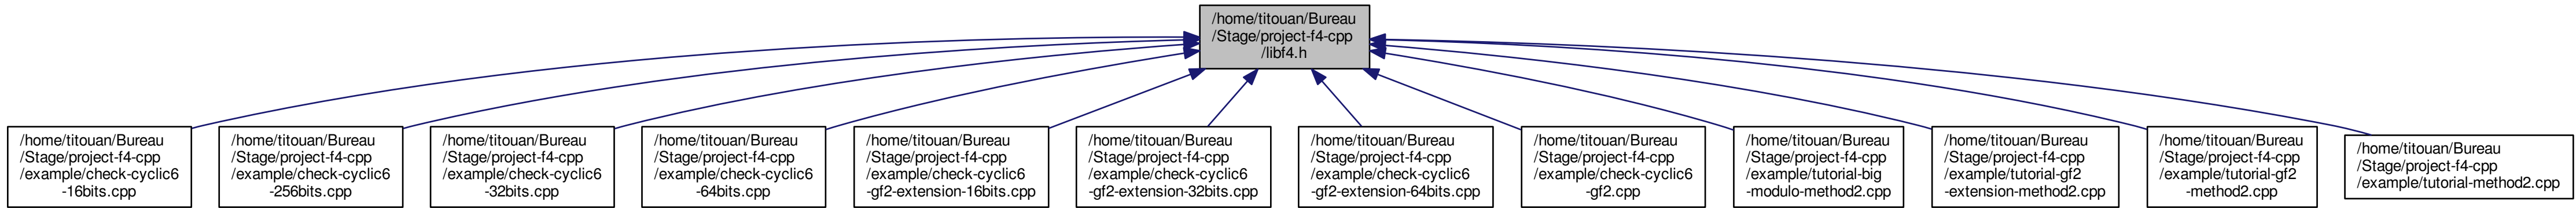 /home/titouan/Bureau
/Stage/project-f4-cpp
/libf4.h
/home/titouan/Bureau
/Stage/project-f4-cpp
/example/check-cyclic6
-16bits.cpp
/home/titouan/Bureau
/Stage/project-f4-cpp
/example/check-cyclic6
-256bits.cpp
/home/titouan/Bureau
/Stage/project-f4-cpp
/example/check-cyclic6
-32bits.cpp
/home/titouan/Bureau
/Stage/project-f4-cpp
/example/check-cyclic6
-64bits.cpp
/home/titouan/Bureau
/Stage/project-f4-cpp
/example/check-cyclic6
-gf2-extension-16bits.cpp
/home/titouan/Bureau
/Stage/project-f4-cpp
/example/check-cyclic6
-gf2-extension-32bits.cpp
/home/titouan/Bureau
/Stage/project-f4-cpp
/example/check-cyclic6
-gf2-extension-64bits.cpp
/home/titouan/Bureau
/Stage/project-f4-cpp
/example/check-cyclic6
-gf2.cpp
/home/titouan/Bureau
/Stage/project-f4-cpp
/example/tutorial-big
-modulo-method2.cpp
/home/titouan/Bureau
/Stage/project-f4-cpp
/example/tutorial-gf2
-extension-method2.cpp
/home/titouan/Bureau
/Stage/project-f4-cpp
/example/tutorial-gf2
-method2.cpp
/home/titouan/Bureau
/Stage/project-f4-cpp
/example/tutorial-method2.cpp